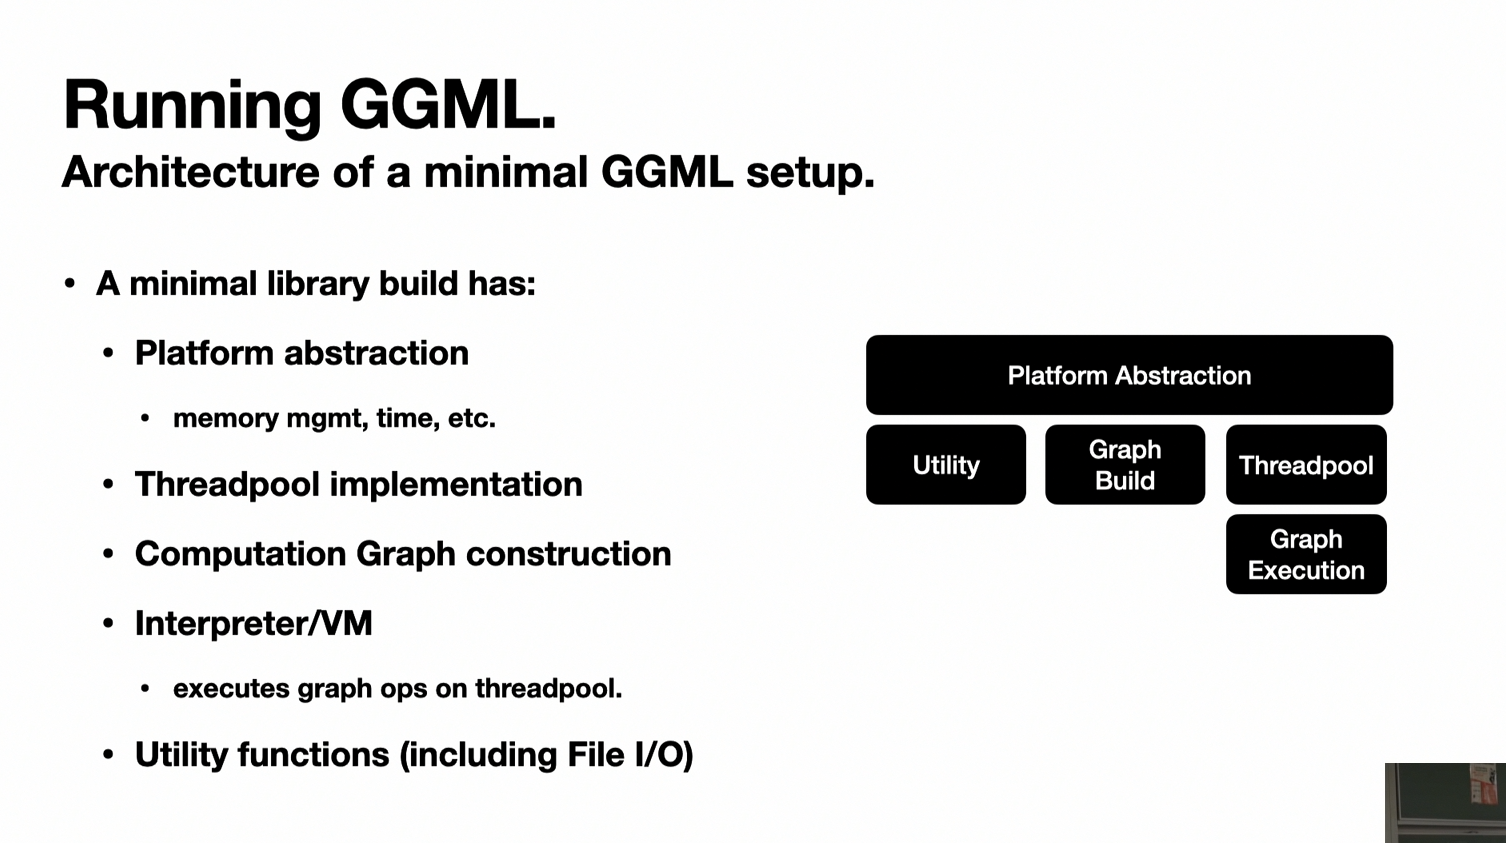 Running GGML.
Architecture of a minimal GGML setup.
• A minimal library build has:
• Platform abstraction
• memory mgmt, time, etc.
• Threadpool implementation
• Computation Graph construction
• Interpreter/VM
• executes graph ops on threadpool.
• Utility functions (including File I/O)
Platform Abstraction
Utility
Graph
Build
Threadpool
Graph
Execution